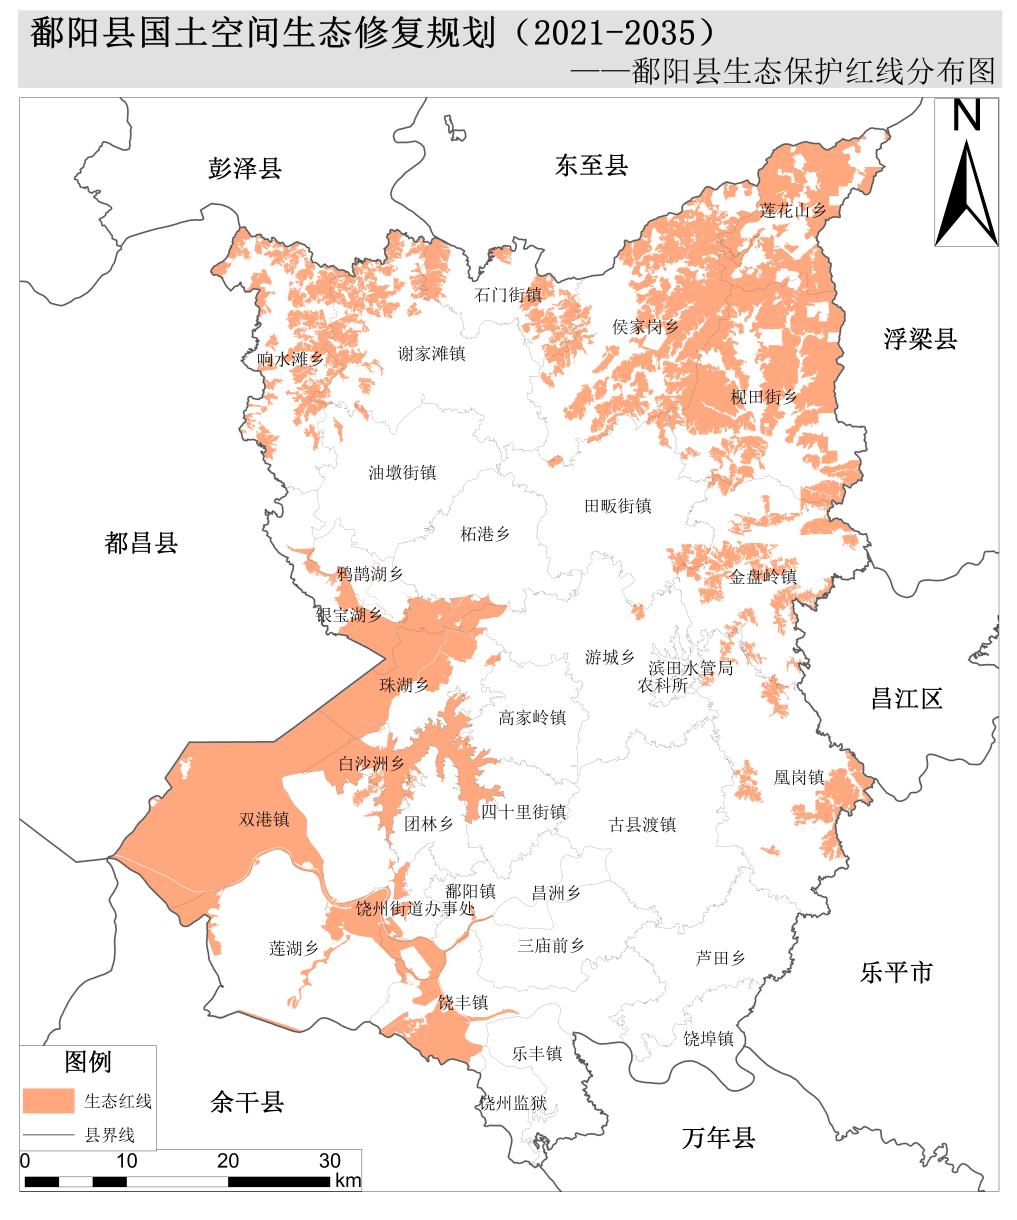 鄱阳县国土空间生态修复规划（2021-2035）
——鄱阳县生态保护红线分布图
N
彭泽县
东至县
莲花山乡
石门街镇
侯家岗乡
浮梁县
响水滩乡
谢家滩镇
枧田街乡
油墩街镇
田畈街镇
柘港乡
都昌县
鸦鹊湖乡
金盘岭镇
银宝湖乡
游城乡
滨田水管局
农科所
珠湖乡
昌江区
高家岭镇
白沙洲乡
凰岗镇
双港镇
团林乡
四十里街镇
古县渡镇
鄱阳镇
昌洲乡
饶州街道办事处
莲湖乡
三庙前乡
芦田乡
乐平市
饶丰镇
乐丰镇
饶埠镇
饶州监狱
余干县
万年县
图例
生态红线
县界线
0 10 20 30
km